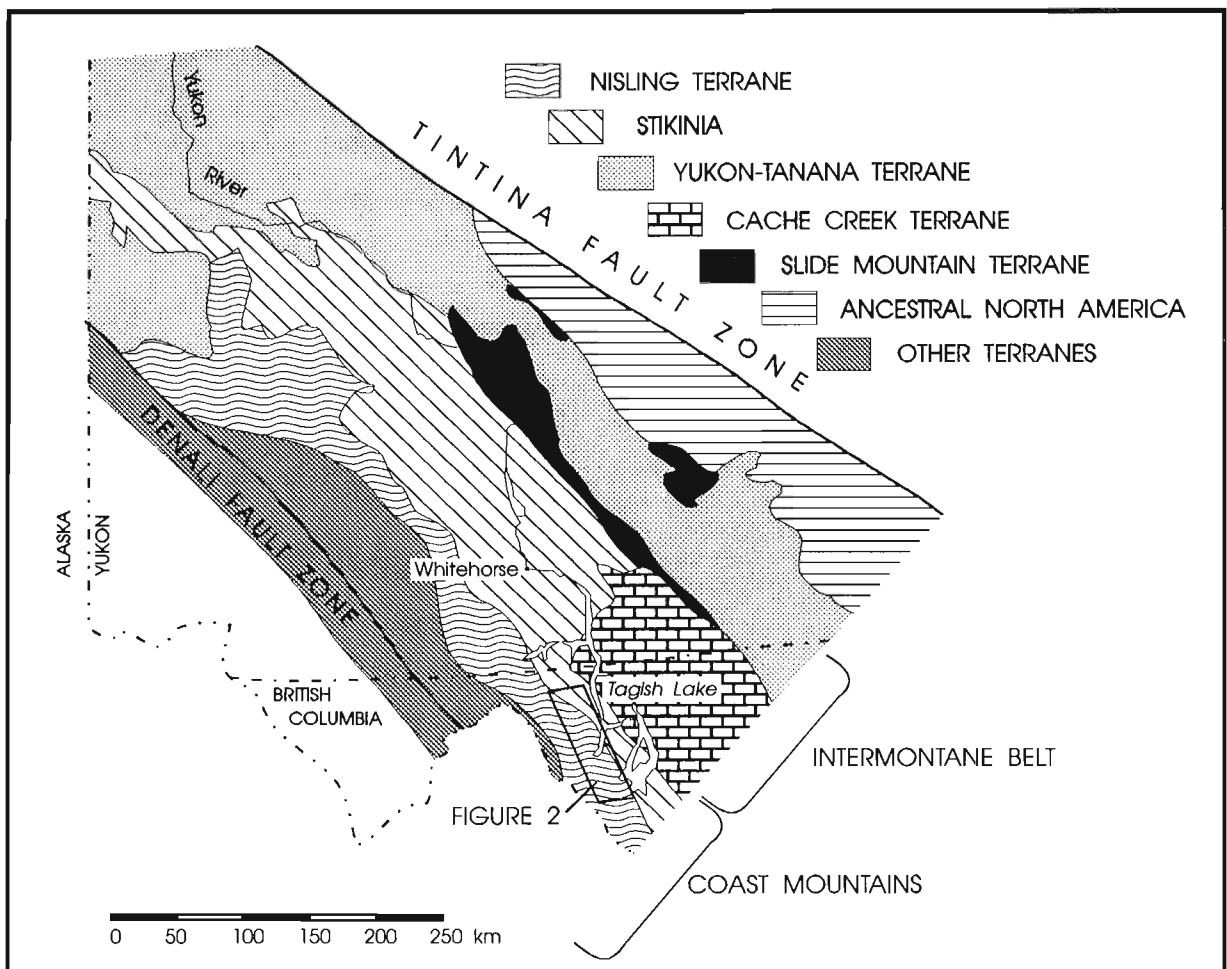 NISLING TERRANE
STIKINIA
YUKON-TANANA TERRANE
CACHE CREEK TERRANE
SLIDE MOUNTAIN TERRANE
ANCESTRAL NORTH AMERICA
OTHER TERRANES
Yukon
River
TINTINA FAULT ZONE
DENALI FAULT ZONE
ALASKA
YUKON
Whitehorse
BRITISH
COLUMBIA
Tagish Lake
FIGURE 2
INTERMONTANE BELT
COAST MOUNTAINS
0 50 100 150 200 250 km